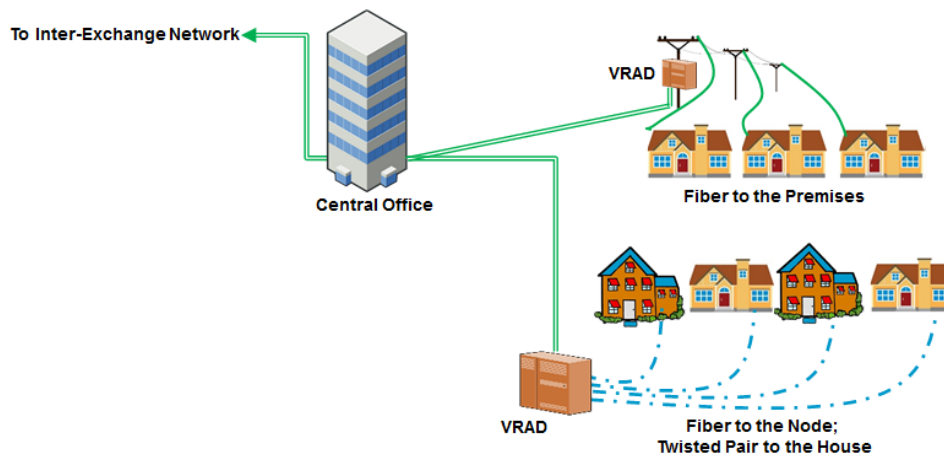 To Inter-Exchange Network
VRAD
Central Office
Fiber to the Premises
VRAD
Fiber to the Node;
Twisted Pair to the House